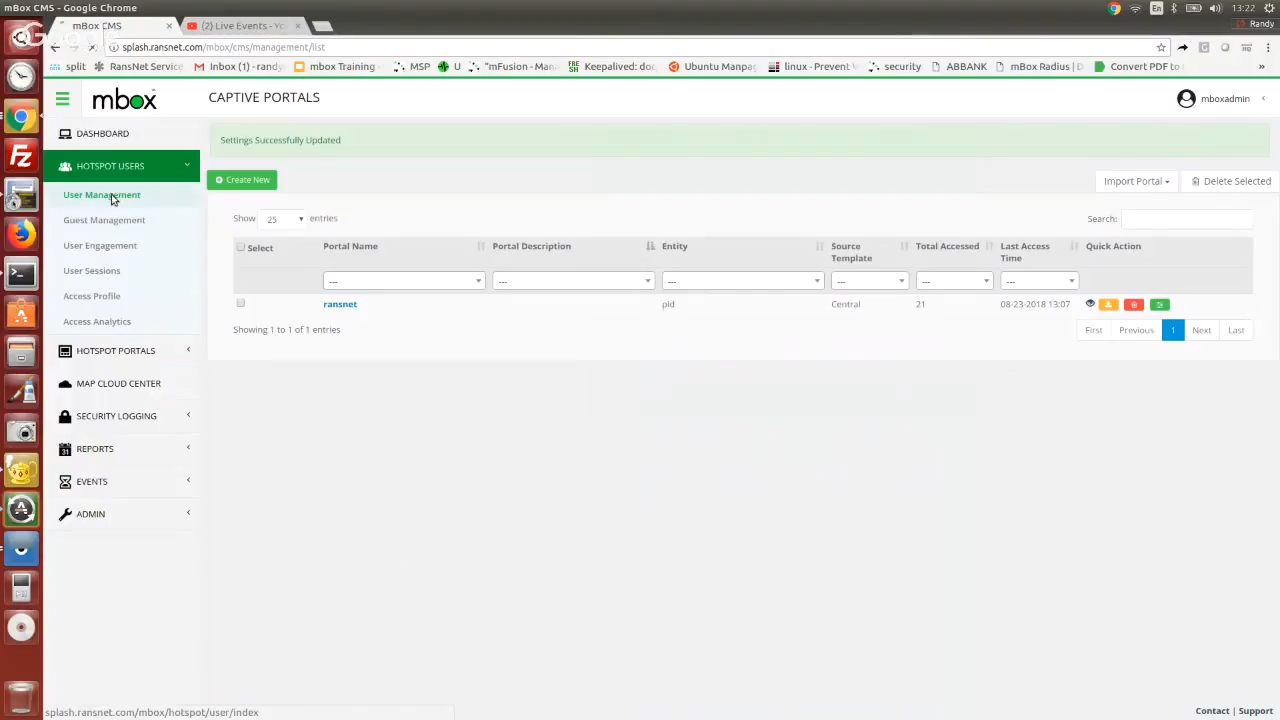 mBox CMS - Google Chrome
En
13:22
Randy
mBox CMS
(2) Live Events - Yo
splash.ransnet.com/mbox/cms/management/list
split
RansNet Service
Inbox (1) - randy
mbox Training
MSP
U
"mFusion - Mana
Keepalived: doc
Ubuntu Manpag
linux - Prevent W
security
ABBANK
mBox Radius | D
Convert PDF to
»
mbox
CAPTIVE PORTALS
mboxadmin
DASHBOARD
Settings Successfully Updated
HOTSPOT USERS
Create New
Import Portal
Delete Selected
User Management
Guest Management
Show 25 entries
Search:
User Engagement
Select
Portal Name
Portal Description
Entity
Source Template
Total Accessed
Last Access Time
Quick Action
User Sessions
---
---
---
---
---
---
Access Profile
ransnet
pid
Central
21
08-23-2018 13:07
Access Analytics
Showing 1 to 1 of 1 entries
First
Previous
1
Next
Last
HOTSPOT PORTALS
MAP CLOUD CENTER
SECURITY LOGGING
REPORTS
EVENTS
ADMIN
splash.ransnet.com/mbox/hotspot/user/index
Contact | Support